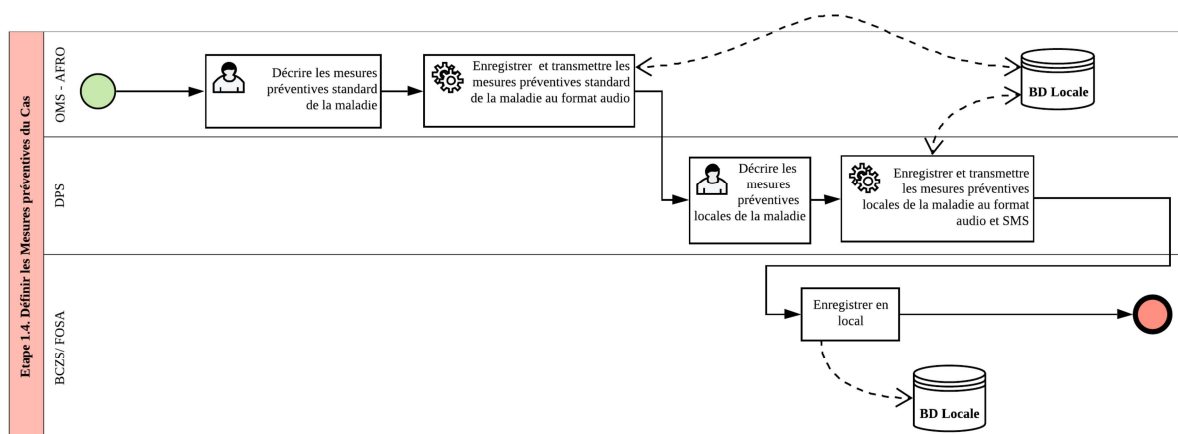 Etape 1.4. Définir les Mesures préventives du Cas
OMS - AFRO
Décrire les mesures
préventives standard
de la maladie
Enregistrer et transmettre les
mesures préventives standard
de la maladie au format audio
BD Locale
DPS
Décrire les
mesures
préventives
locales de la maladie
Enregistrer et transmettre
les mesures préventives
locales de la maladie au format
audio et SMS
BCZS/ FOSA
Enregistrer en
local
BD Locale